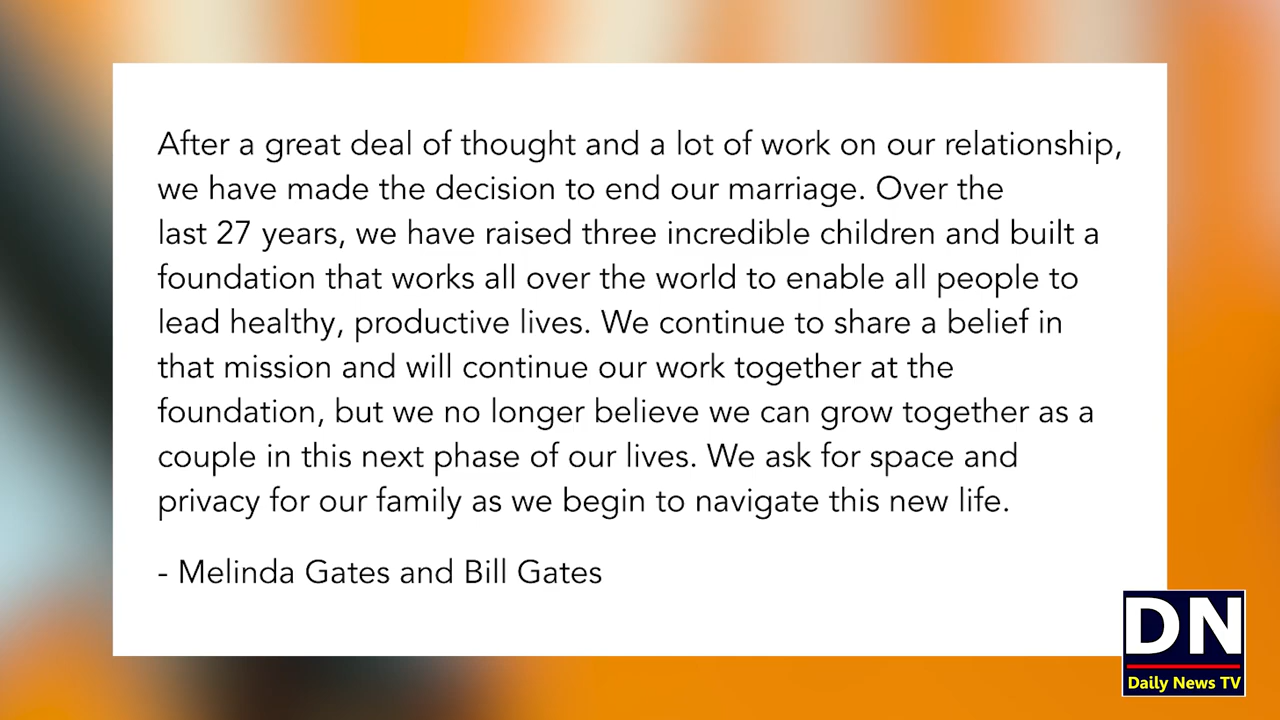 After a great deal of thought and a lot of work on our relationship,
we have made the decision to end our marriage. Over the
last 27 years, we have raised three incredible children and built a
foundation that works all over the world to enable all people to
lead healthy, productive lives. We continue to share a belief in
that mission and will continue our work together at the
foundation, but we no longer believe we can grow together as a
couple in this next phase of our lives. We ask for space and
privacy for our family as we begin to navigate this new life.
- Melinda Gates and Bill Gates
DN
Daily News TV